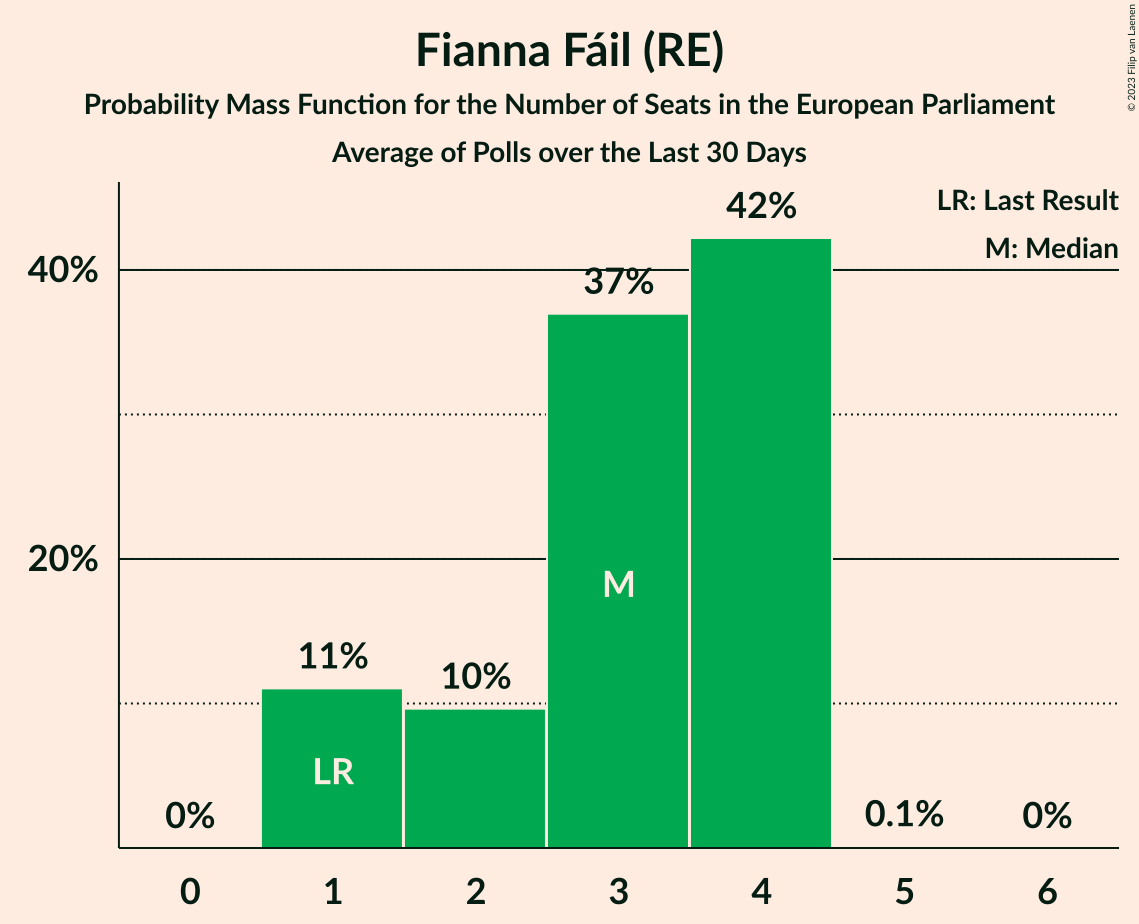 Fianna Fáil (RE)
Probability Mass Function for the Number of Seats in the European Parliament
Average of Polls over the Last 30 Days
© 2023 Filip van Laenen
LR: Last Result
M: Median
42%
40%
37%
20%
M
11%
10%
LR
0%
0.1%
0%
0 1 2 3 4 5 6